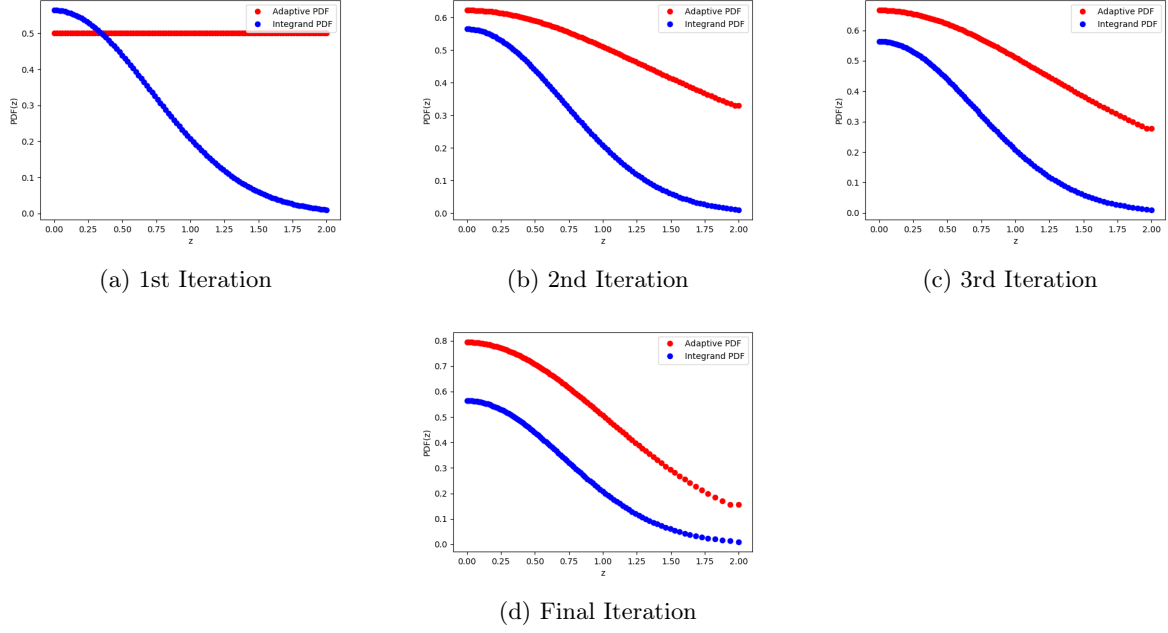 Adaptive PDF
Integrand PDF
0.5
0.4
0.3
0.2
0.1
0.0
PDF(z)
0.00 0.25 0.50 0.75 1.00 1.25 1.50 1.75 2.00
z
(a) 1st Iteration
Adaptive PDF
Integrand PDF
0.6
0.5
0.4
0.3
0.2
0.1
0.0
PDF(z)
0.00 0.25 0.50 0.75 1.00 1.25 1.50 1.75 2.00
z
(b) 2nd Iteration
Adaptive PDF
Integrand PDF
0.6
0.5
0.4
0.3
0.2
0.1
0.0
PDF(z)
0.00 0.25 0.50 0.75 1.00 1.25 1.50 1.75 2.00
z
(c) 3rd Iteration
Adaptive PDF
Integrand PDF
0.8
0.7
0.6
0.5
0.4
0.3
0.2
0.1
0.0
PDF(z)
0.00 0.25 0.50 0.75 1.00 1.25 1.50 1.75 2.00
z
(d) Final Iteration